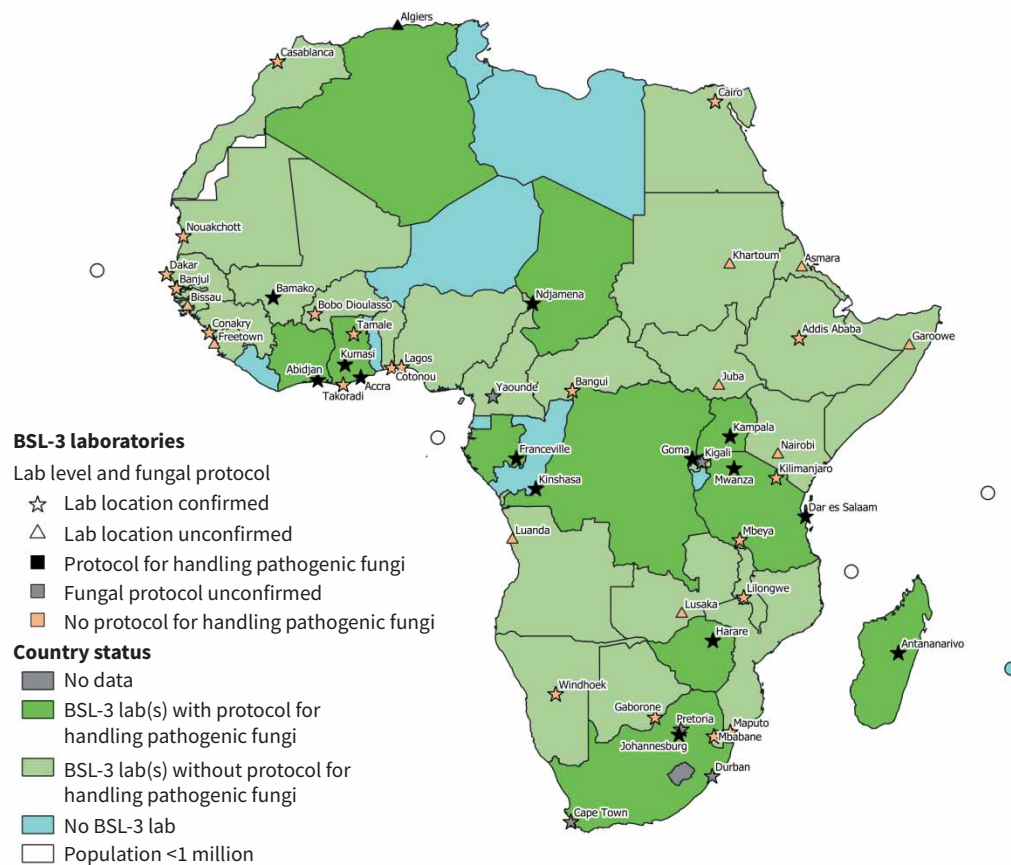 Algiers
Casablanca
Cairo
Nouakchott
Khartoum
Asmara
Dakar
Banjul
Bissau
Bamako
Ndjamena
Bobo Dioulasso
Conakry
Freetown
Tamale
Addis Ababa
Garoowe
Kumasi
Lagos
Abidjan
Cotonou
Accra
Takoradi
Juba
Bangui
Yaounde
Kampala
BSL-3 laboratories
Franceville
Goma
Kigali
Nairobi
Lab level and fungal protocol
Mwanza
Kilimanjaro
Kinshasa
Lab location confirmed
Dar es Salaam
Lab location unconfirmed
Luanda
Mbeya
Protocol for handling pathogenic fungi
Fungal protocol unconfirmed
Lilongwe
Lusaka
No protocol for handling pathogenic fungi
Harare
Antananarivo
Country status
No data
Windhoek
BSL-3 lab(s) with protocol for
handling pathogenic fungi
Gaborone
Pretoria
Maputo
Johannesburg
Mbabane
BSL-3 lab(s) without protocol for
handling pathogenic fungi
Durban
Cape Town
No BSL-3 lab
Population <1 million